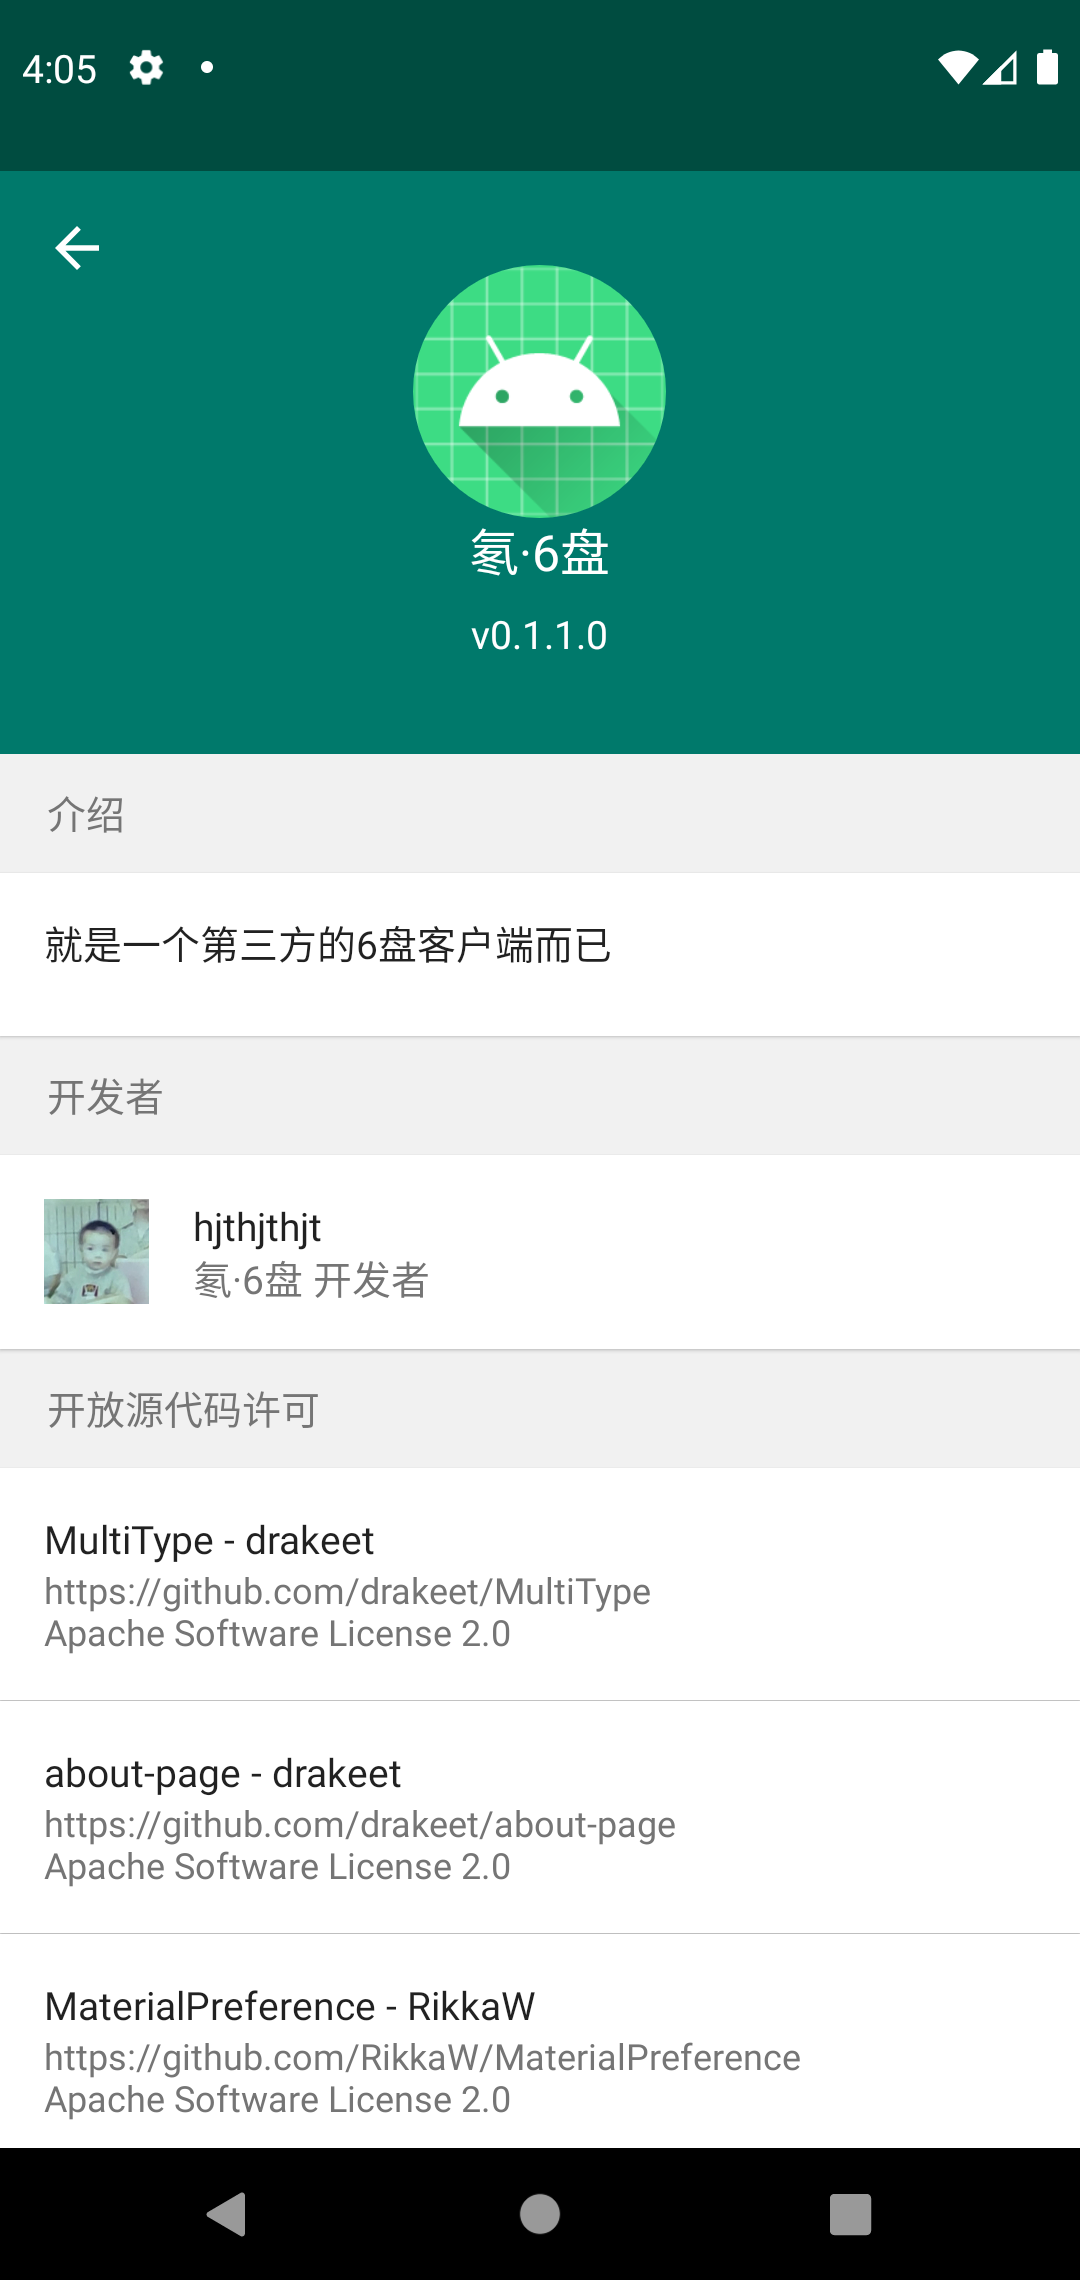 4:05
·6盘
v0.1.1.0
介绍
就是一个第三方的6盘客户端而已
开发者
hjthjthjt
·6盘 开发者
开放源代码许可
MultiType - drakeet
https://github.com/drakeet/MultiType
Apache Software License 2.0
about-page - drakeet
https://github.com/drakeet/about-page
Apache Software License 2.0
MaterialPreference - RikkaW
https://github.com/RikkaW/MaterialPreference
Apache Software License 2.0